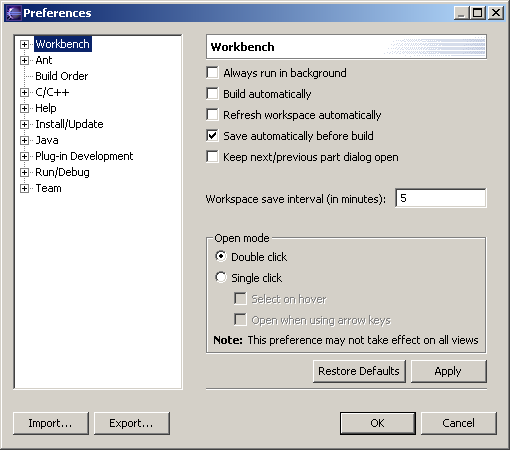 Preferences
Workbench
Ant
Build Order
C/C++
Help
Install/Update
Java
Plug-in Development
Run/Debug
Team
Workbench
Always run in background
Build automatically
Refresh workspace automatically
Save automatically before build
Keep next/previous part dialog open
Workspace save interval (in minutes): 5
Open mode
Double click
Single click
Select on hover
Open when using arrow keys
Note: This preference may not take effect on all views
Restore Defaults Apply
Import... Export... OK Cancel